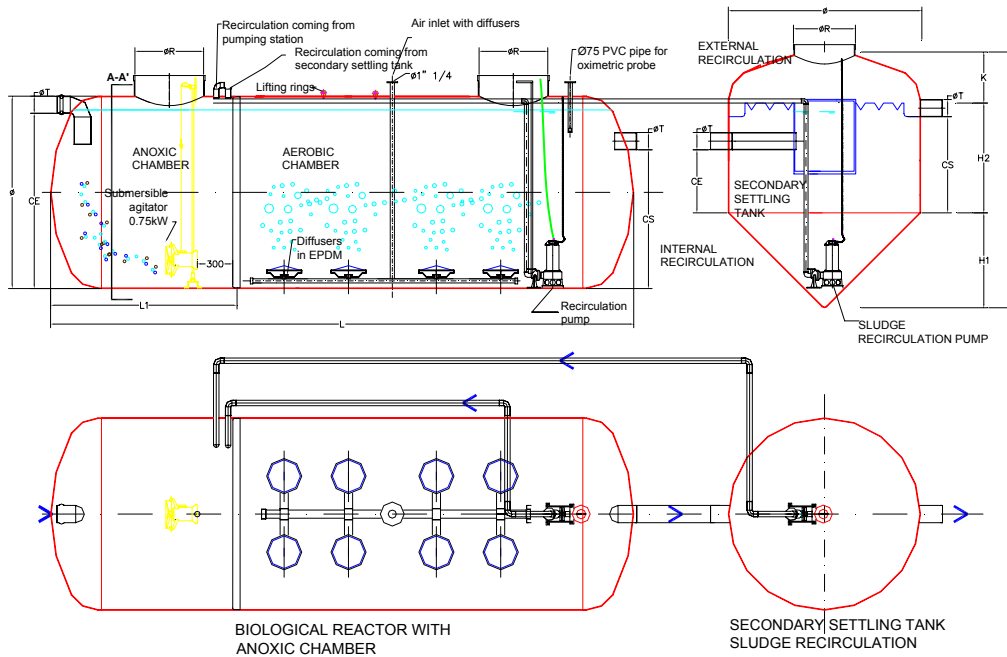 Recirculation coming from
pumping station
Recirculation coming from
secondary settling tank
Air inlet with diffusers
Ø1" 1/4
Ø75 PVC pipe for
oximetric probe
Lifting rings
ØR
ØR
A-A'
ØT
ANOXIC
CHAMBER
AEROBIC
CHAMBER
Submersible
agitator
0.75kW
300
Diffusers
in EPDM
Recirculation
pump
Ø
CE
L1
L
ØT
CS
Ø
ØR
EXTERNAL
RECIRCULATION
K
ØT
ØT
H2
CE
CS
SECONDARY
SETTLING
TANK
INTERNAL
RECIRCULATION
H1
SLUDGE
RECIRCULATION PUMP
BIOLOGICAL REACTOR WITH
ANOXIC CHAMBER
SECONDARY SETTLING TANK
SLUDGE RECIRCULATION